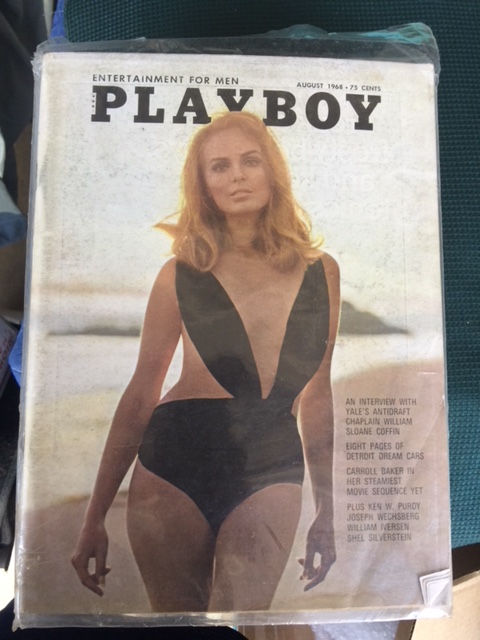 ENTERTAINMENT FOR MEN
AUGUST 1968 • 75 CENTS
PLAYBOY
AN INTERVIEW WITH
YALE'S ANTIDRAFT
CHAPLAIN WILLIAM
SLOANE COFFIN
EIGHT PAGES OF
DETROIT DREAM CARS
CARROLL BAKER IN
HER STEAMIEST
MOVIE SEQUENCE YET
PLUS KEN W. PURDY
JOSEPH WECHSBERG
WILLIAM IVERSEN
SHEL SILVERSTEIN